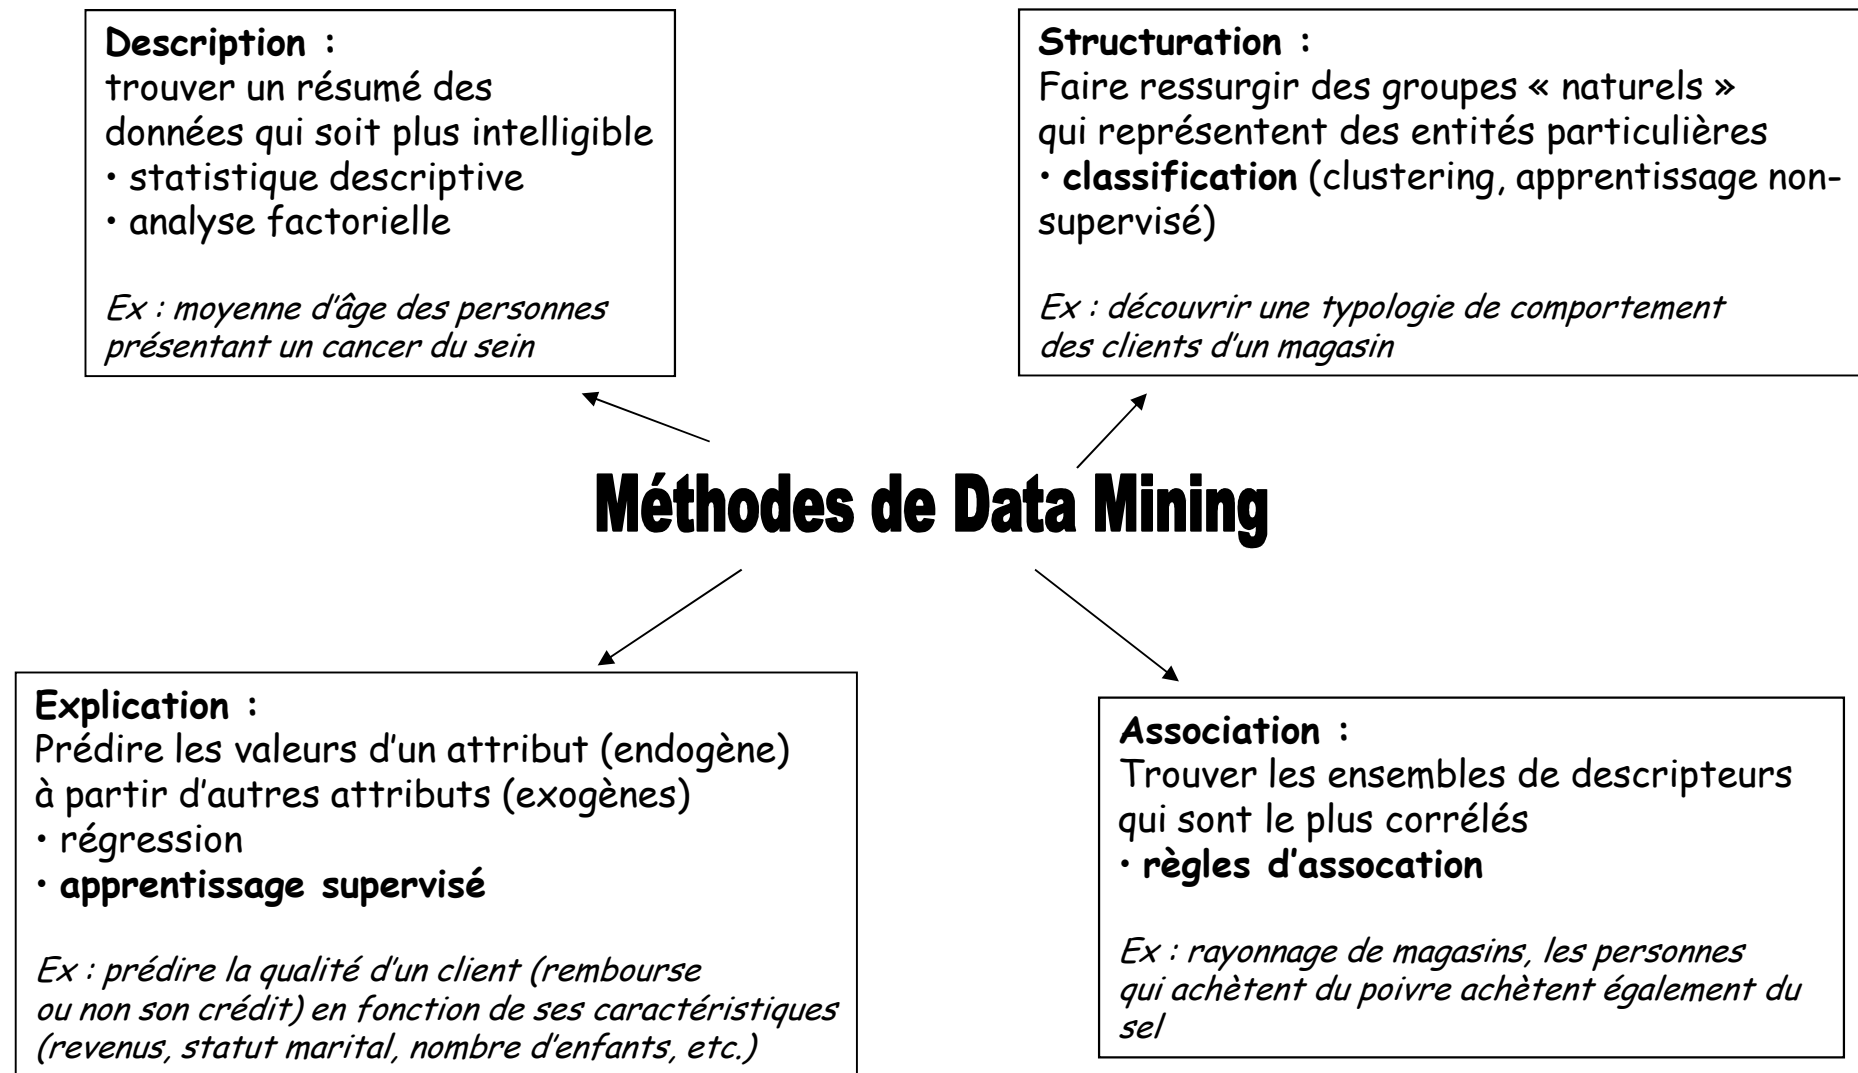 Description :
trouver un résumé des
données qui soit plus intelligible
• statistique descriptive
• analyse factorielle
Ex : moyenne d'âge des personnes
présentant un cancer du sein
Structuration :
Faire ressurgir des groupes « naturels »
qui représentent des entités particulières
• classification (clustering, apprentissage non-
supervisé)
Ex : découvrir une typologie de comportement
des clients d'un magasin
Méthodes de Data Mining
Explication :
Prédire les valeurs d'un attribut (endogène)
à partir d'autres attributs (exogènes)
• régression
• apprentissage supervisé
Ex : prédire la qualité d'un client (rembourse
ou non son crédit) en fonction de ses caractéristiques
(revenus, statut marital, nombre d'enfants, etc.)
Association :
Trouver les ensembles de descripteurs
qui sont le plus corrélés
• règles d'assocation
Ex : rayonnage de magasins, les personnes
qui achètent du poivre achètent également du
sel